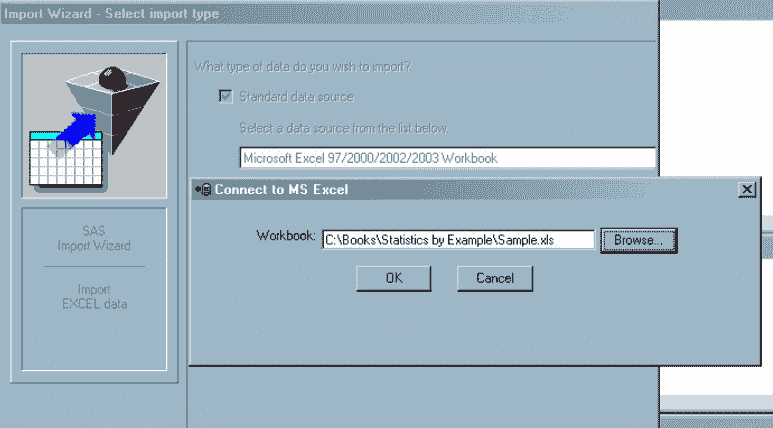 Import Wizard - Select import type
What type of data do you wish to import?
Standard data source
Select a data source from the list below.
Microsoft Excel 97/2000/2002/2003 Workbook
Connect to MS Excel
Workbook: C:\Books\Statistics by Example\Sample.xls Browse...
OK Cancel
SAS
Import Wizard
Import
EXCEL data